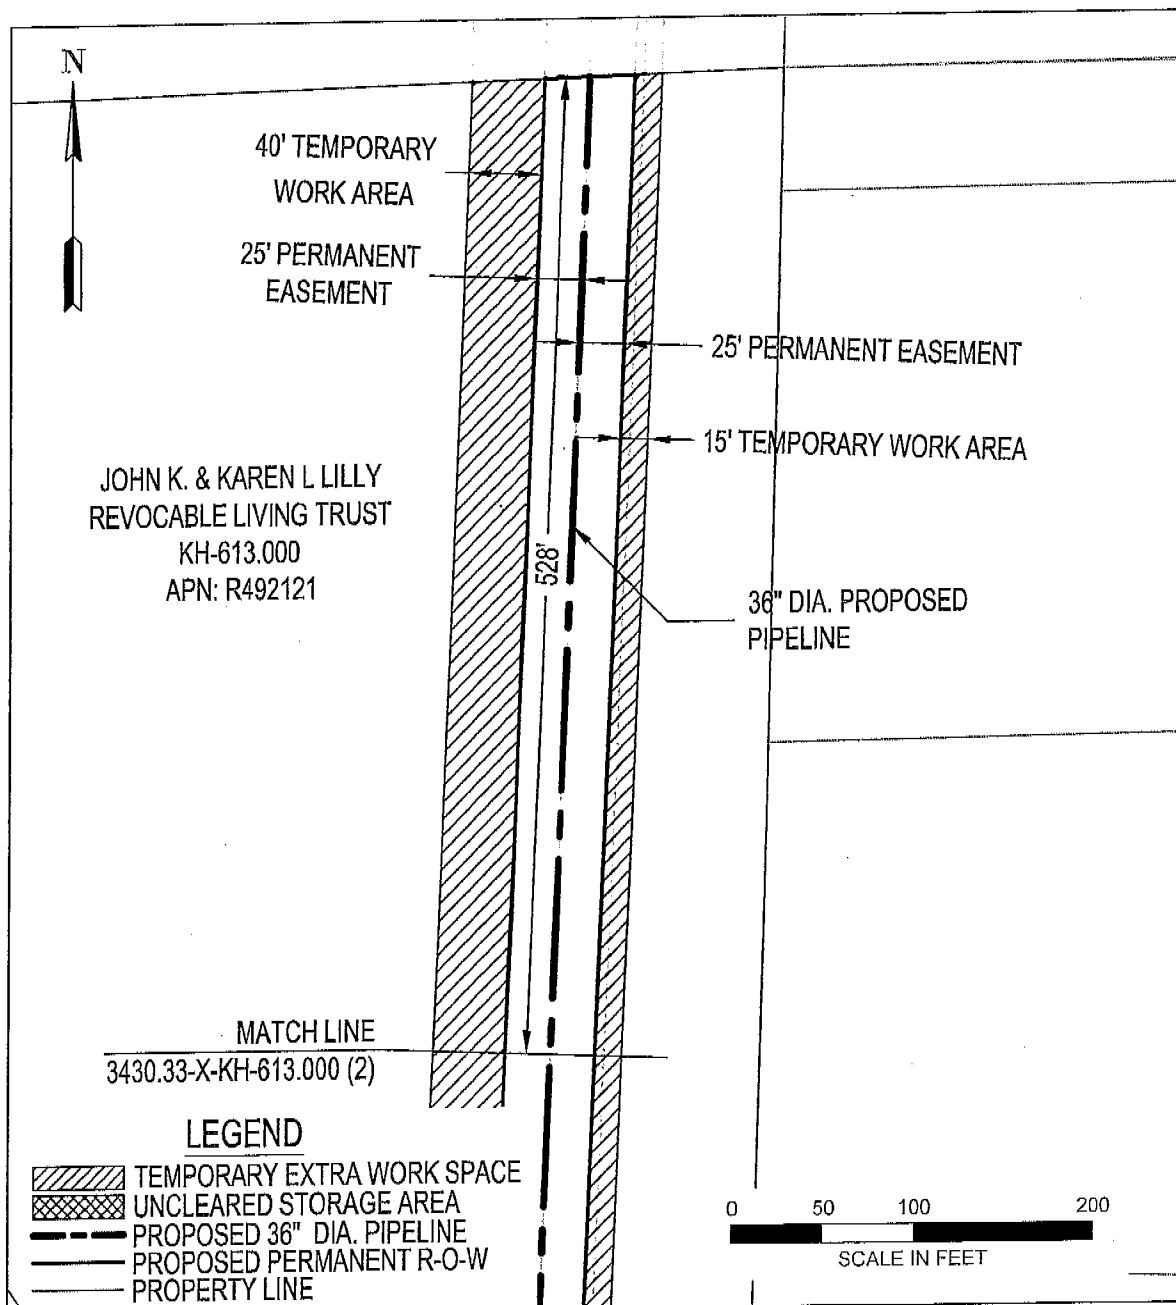 N
40' TEMPORARY
WORK AREA
25' PERMANENT
EASEMENT
25' PERMANENT EASEMENT
15' TEMPORARY WORK AREA
JOHN K. & KAREN L LILLY
REVOCABLE LIVING TRUST
KH-613.000
APN: R492121
528'
36" DIA. PROPOSED
PIPELINE
MATCH LINE
3430.33-X-KH-613.000 (2)
LEGEND
TEMPORARY EXTRA WORK SPACE
UNCLEARED STORAGE AREA
PROPOSED 36" DIA. PIPELINE
PROPOSED PERMANENT R-O-W
PROPERTY LINE
0 50 100 200
SCALE IN FEET